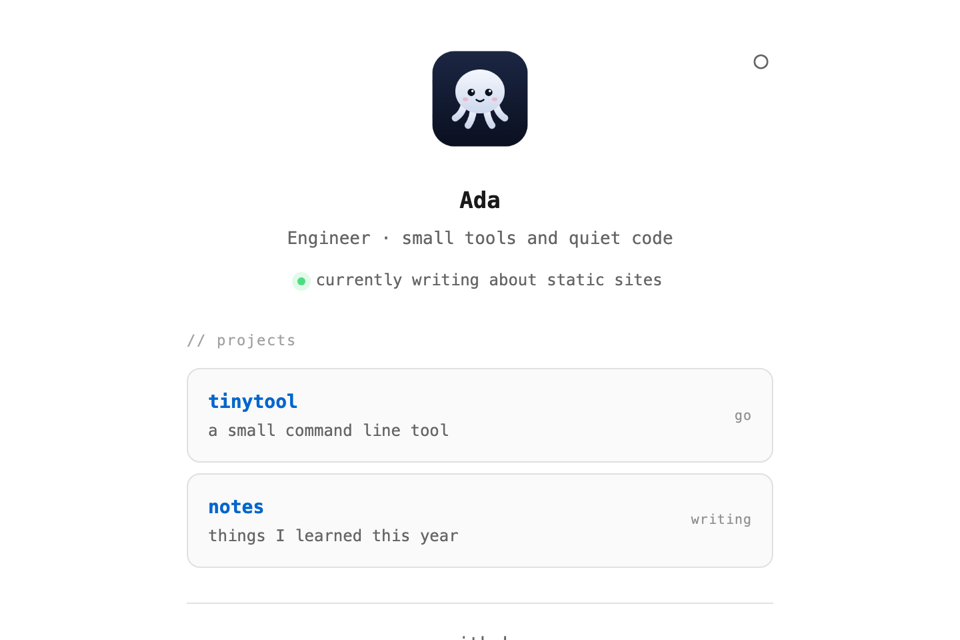 Ada
Engineer · small tools and quiet code
currently writing about static sites
// projects
tinytool
a small command line tool
go
notes
things I learned this year
writing